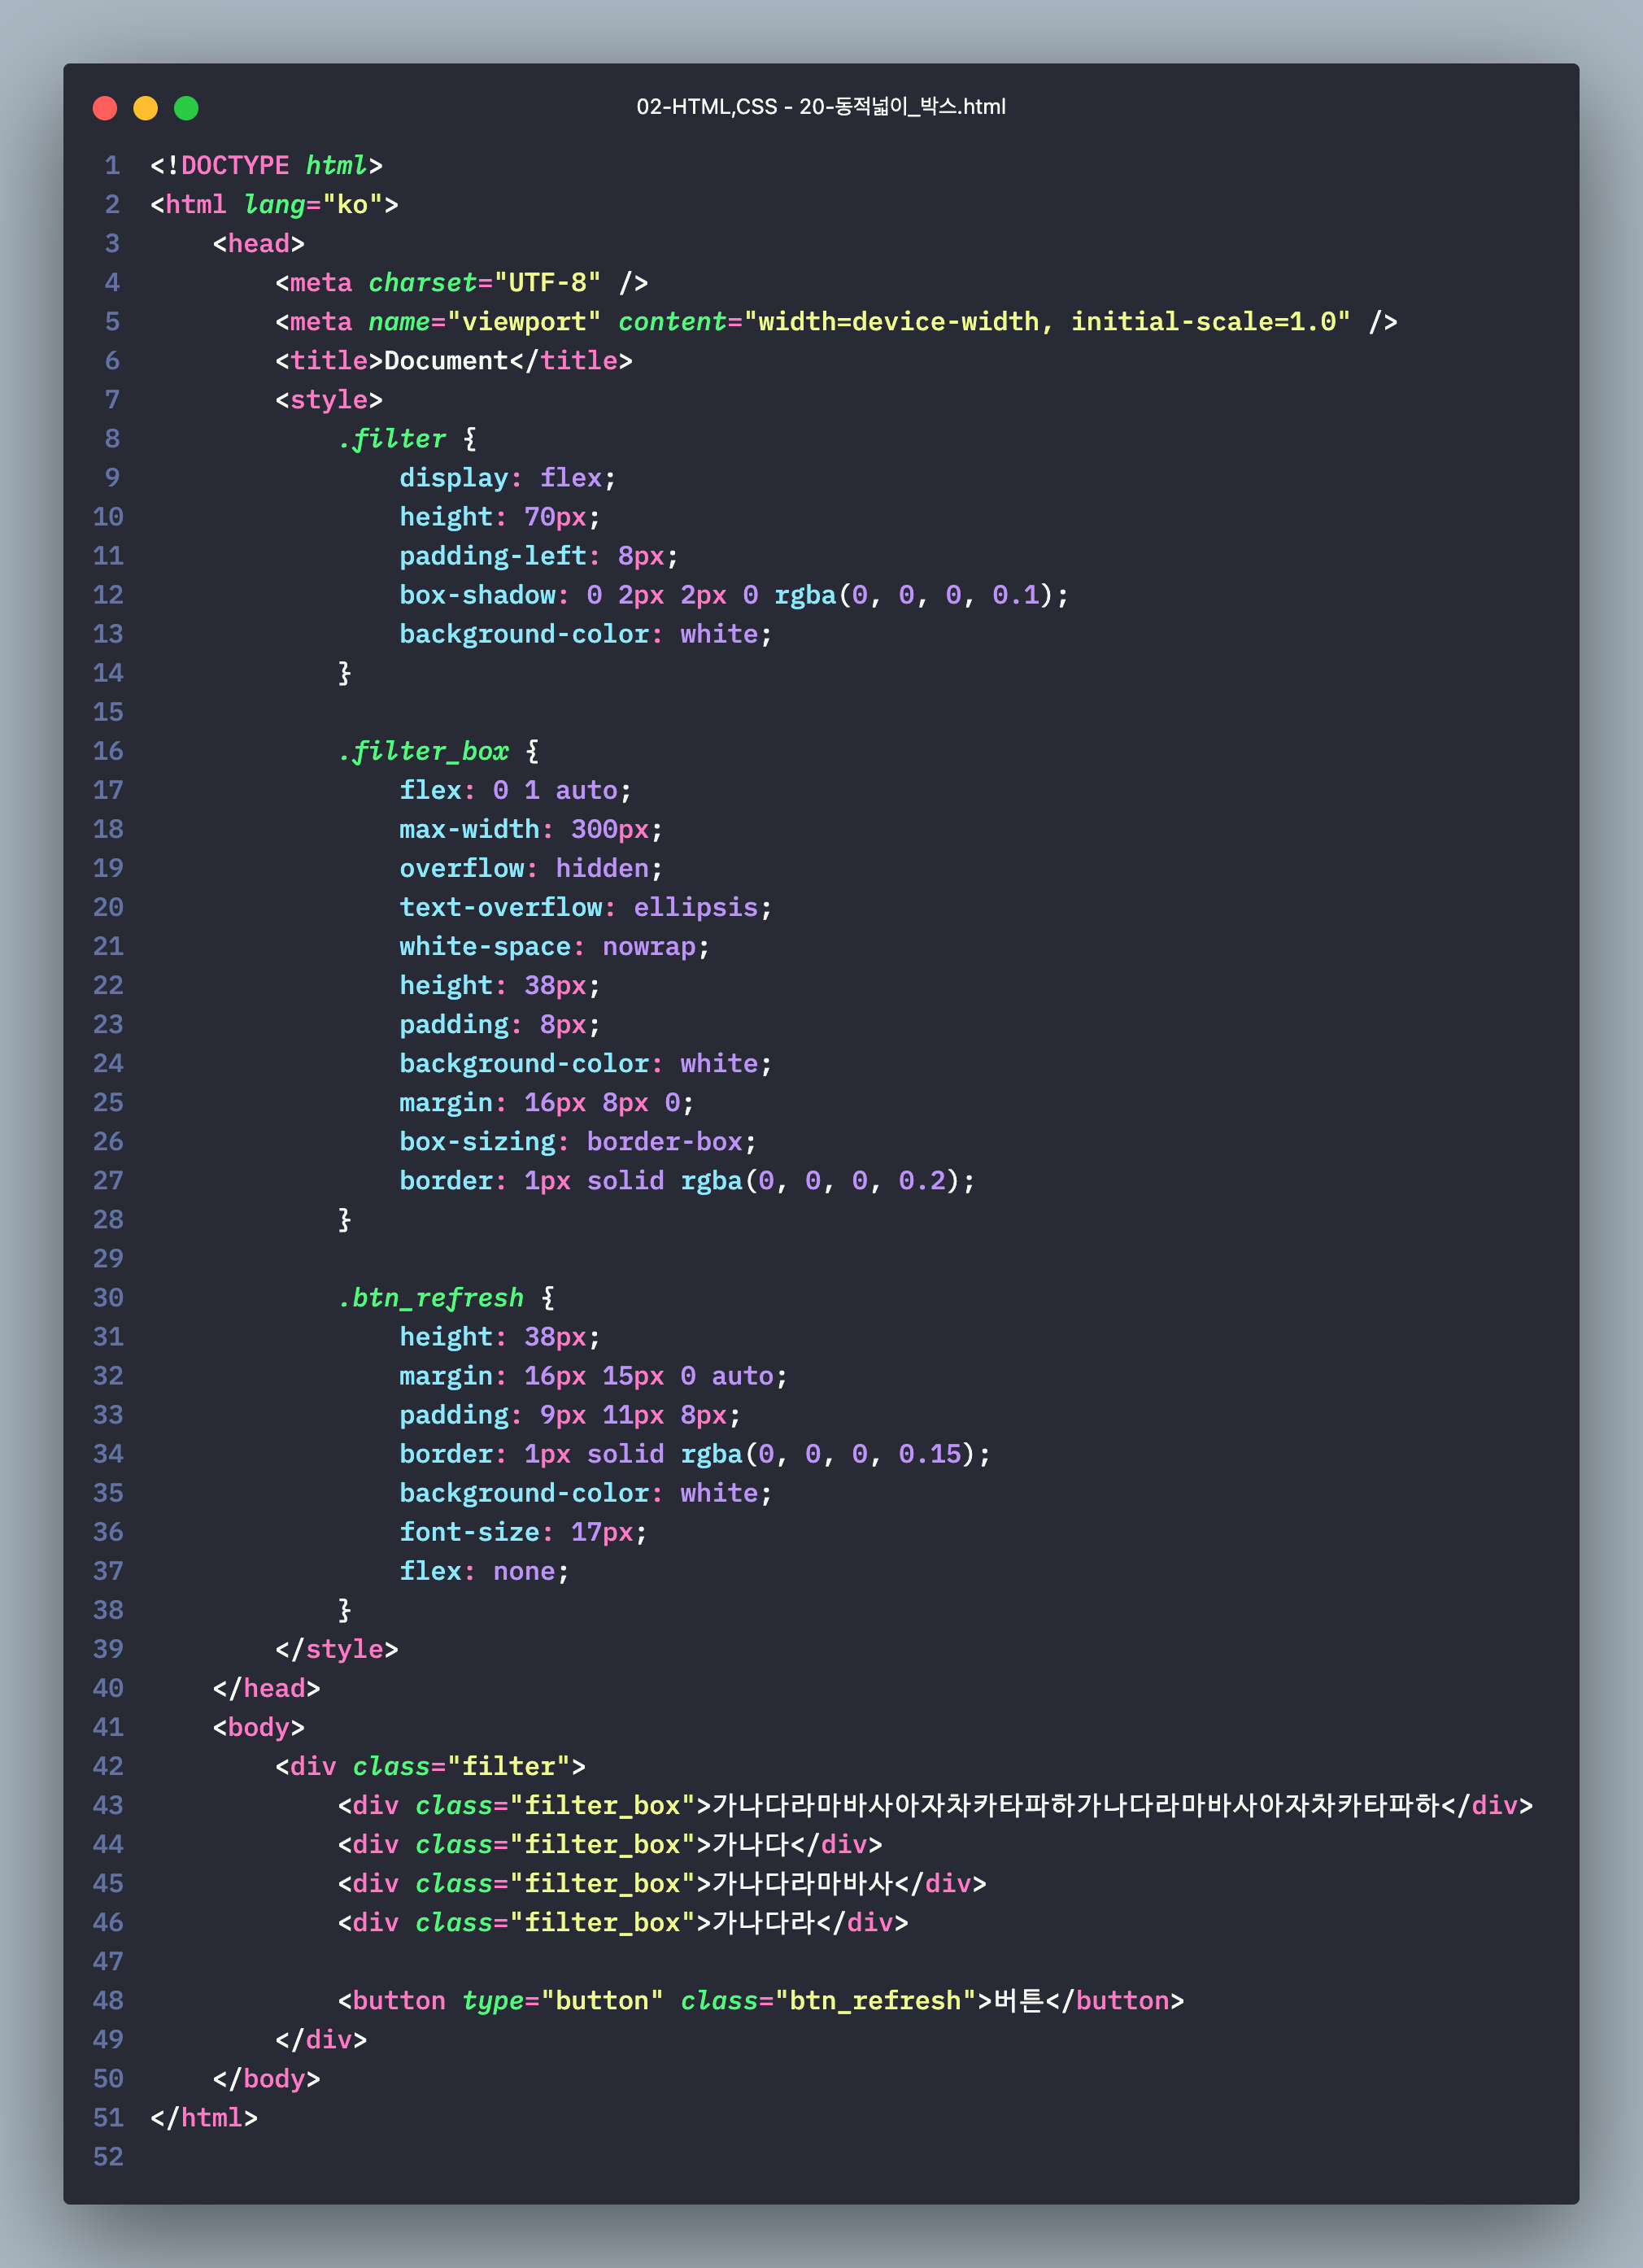 02-HTML,CSS - 20-동적넓이_박스.html
1 <!DOCTYPE html>
2 <html lang="ko">
3     <head>
4         <meta charset="UTF-8" />
5         <meta name="viewport" content="width=device-width, initial-scale=1.0" />
6         <title>Document</title>
7         <style>
8             .filter {
9                 display: flex;
10                 height: 70px;
11                 padding-left: 8px;
12                 box-shadow: 0 2px 2px 0 rgba(0, 0, 0, 0.1);
13                 background-color: white;
14             }
15
16             .filter_box {
17                 flex: 0 1 auto;
18                 max-width: 300px;
19                 overflow: hidden;
20                 text-overflow: ellipsis;
21                 white-space: nowrap;
22                 height: 38px;
23                 padding: 8px;
24                 background-color: white;
25                 margin: 16px 8px 0;
26                 box-sizing: border-box;
27                 border: 1px solid rgba(0, 0, 0, 0.2);
28             }
29
30             .btn_refresh {
31                 height: 38px;
32                 margin: 16px 15px 0 auto;
33                 padding: 9px 11px 8px;
34                 border: 1px solid rgba(0, 0, 0, 0.15);
35                 background-color: white;
36                 font-size: 17px;
37                 flex: none;
38             }
39         </style>
40     </head>
41     <body>
42         <div class="filter">
43             <div class="filter_box">가나다라마바사아자차카타파하가나다라마바사아자차카타파하</div>
44             <div class="filter_box">가나다</div>
45             <div class="filter_box">가나다라마바사</div>
46             <div class="filter_box">가나다라</div>
47
48             <button type="button" class="btn_refresh">버튼</button>
49         </div>
50     </body>
51 </html>
52